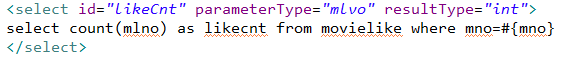 <select id="likeCnt" parameterType="mlvo" resultType="int">
select count(mlno) as likecnt from movielike where mno=#{mno}
</select>